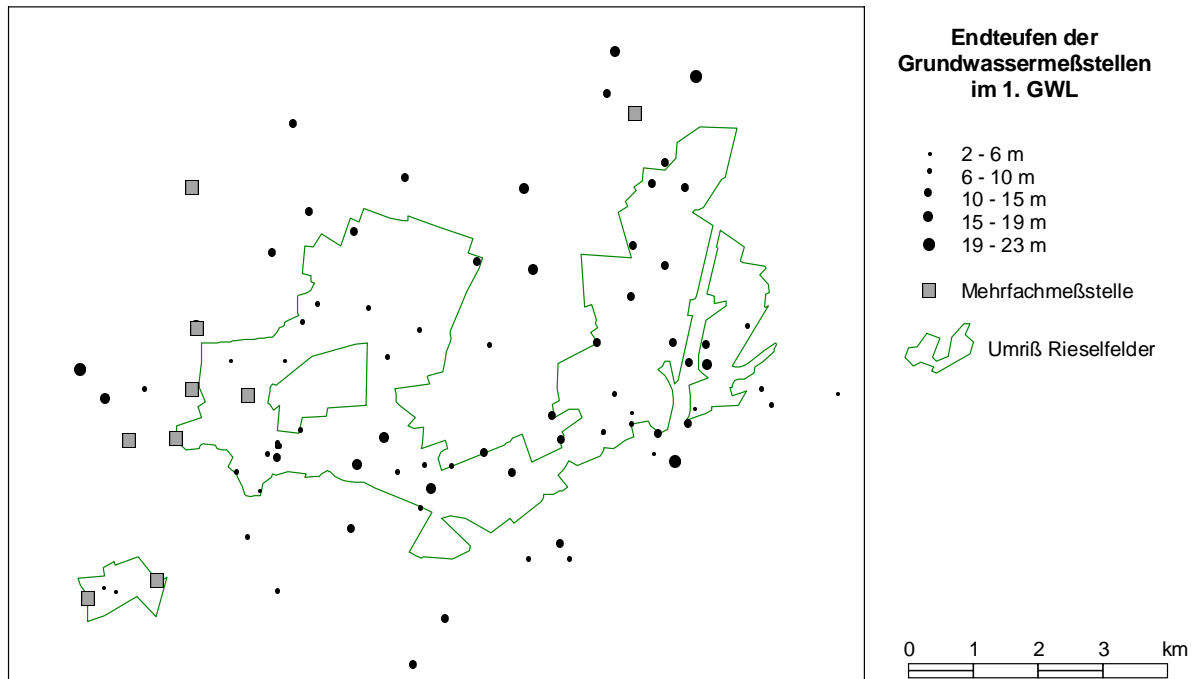 Endteufen der
Grundwassermeßstellen
im 1. GWL
2 - 6 m
6 - 10 m
10 - 15 m
15 - 19 m
19 - 23 m
Mehrfachmeßstelle
Umriß Rieselfelder
0 1 2 3 km